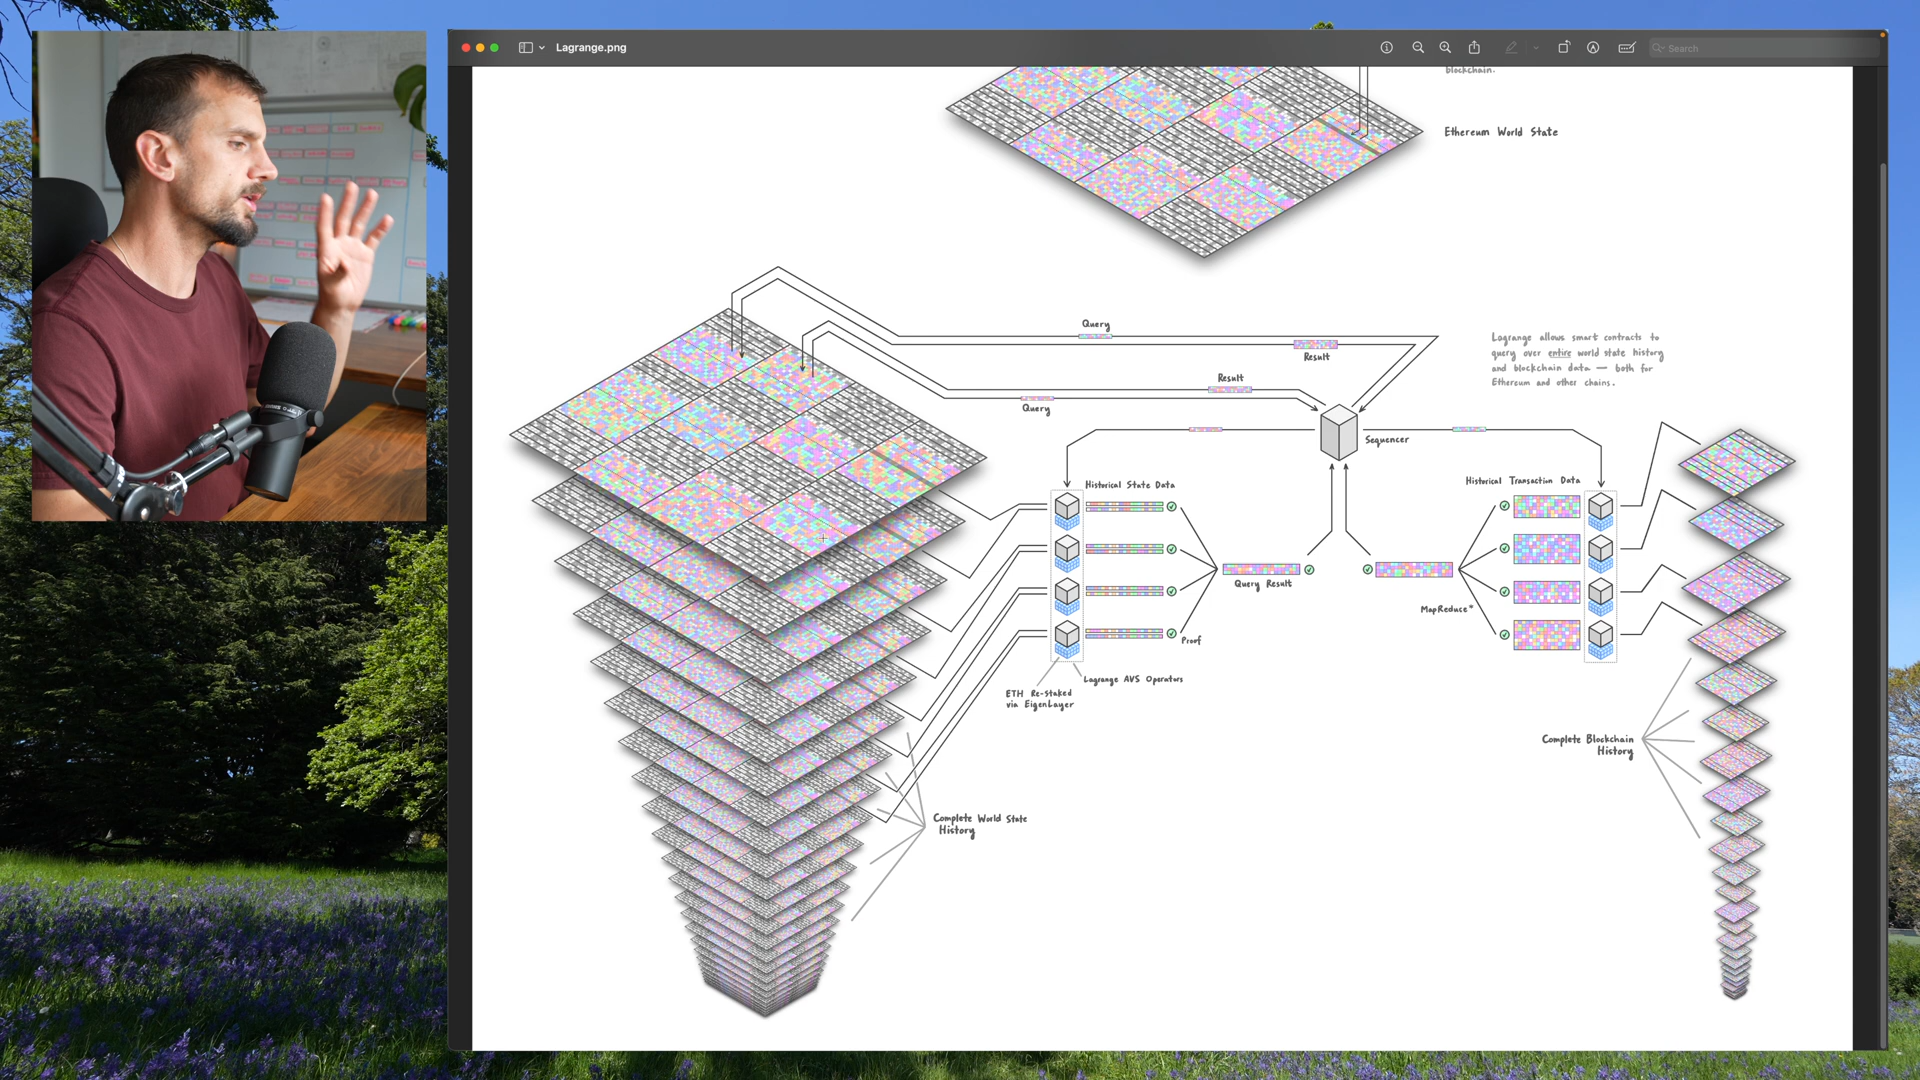 Lagrange.png
Search
blockchain.
Ethereum World State
Query
Result
Result
Query
Lagrange allows smart contracts to
query over entire world state history
and blockchain data — both for
Ethereum and other chains.
Sequencer
Historical State Data
Historical Transaction Data
Query Result
MapReduce*
Proof
Lagrange AVS Operators
ETH Re-Staked
via EigenLayer
Complete Blockchain
History
Complete World State
History